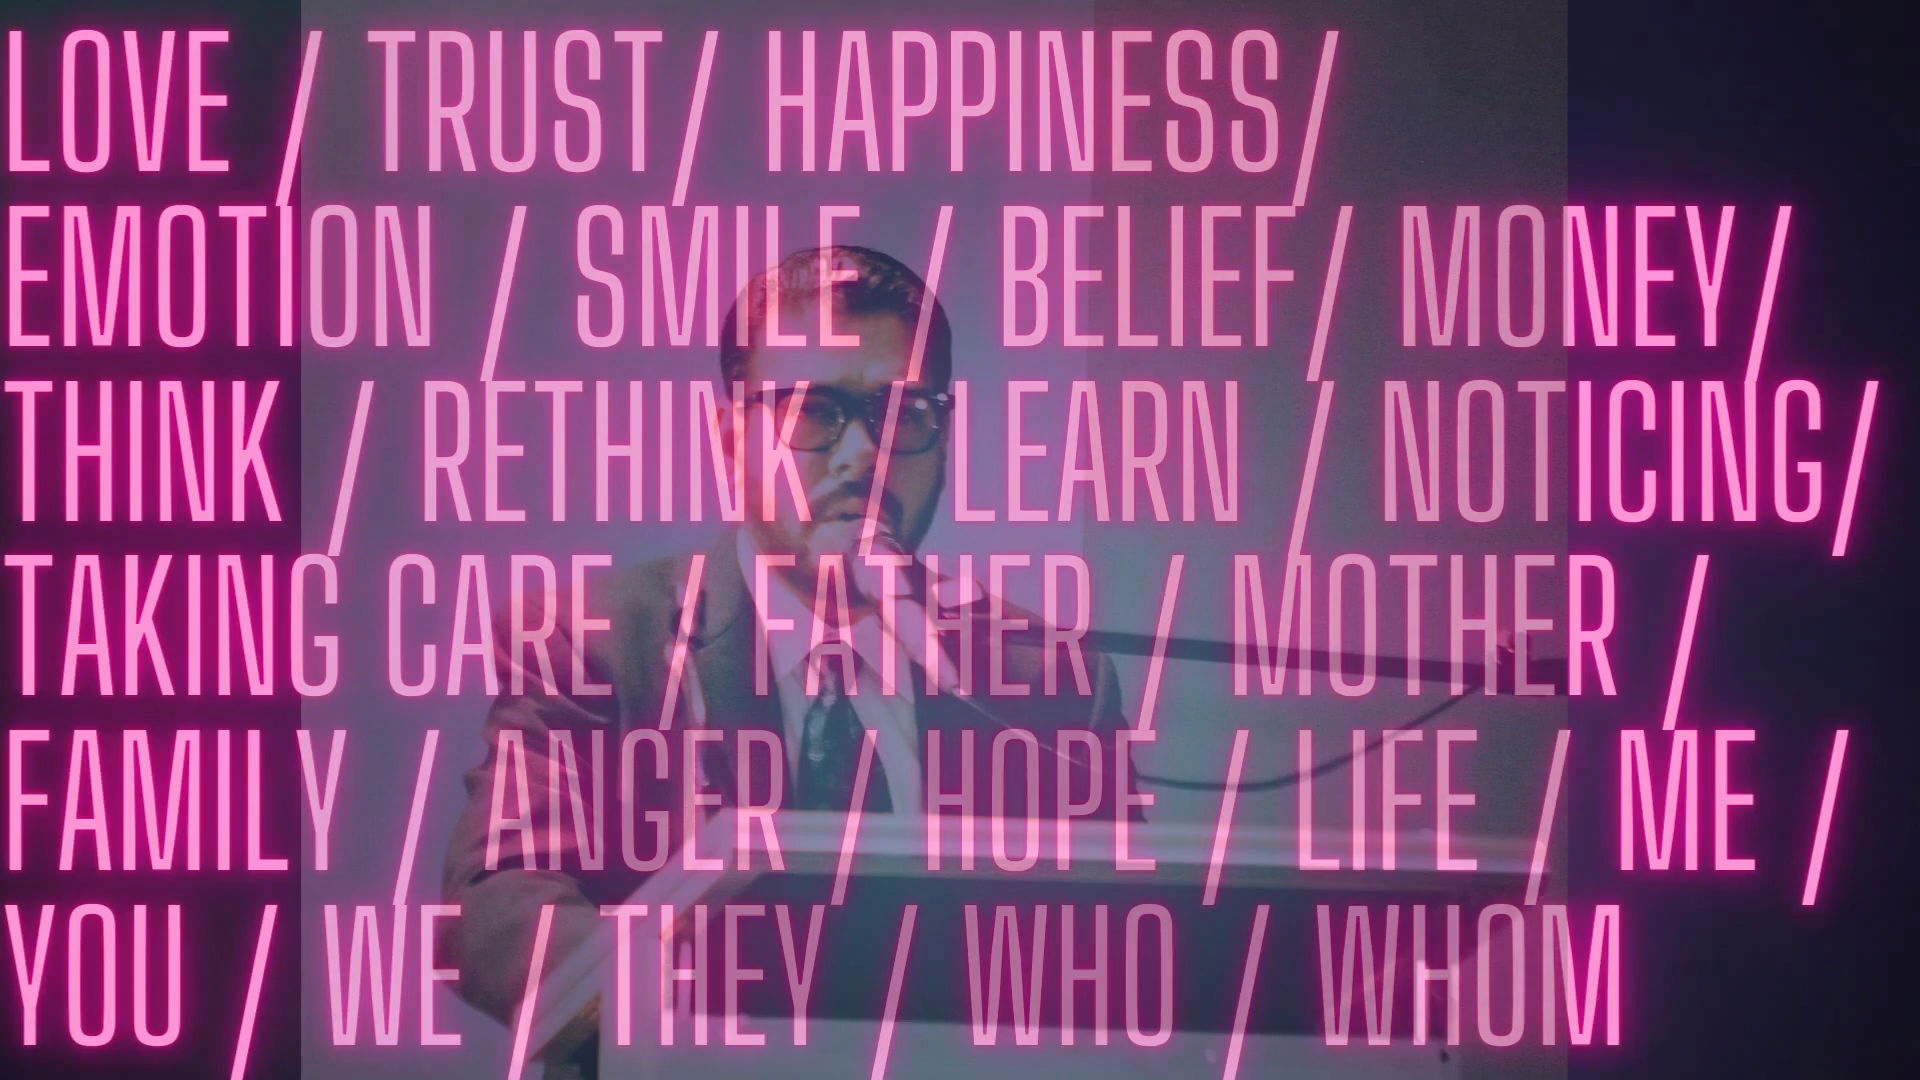 LOVE / TRUST/ HAPPINESS/
EMOTION / SMILE / BELIEF/ MONEY/
THINK / RETHINK / LEARN / NOTICING/
TAKING CARE / FATHER / MOTHER /
FAMILY / ANGER / HOPE / LIFE / ME /
YOU / WE / THEY / WHO / WHOM